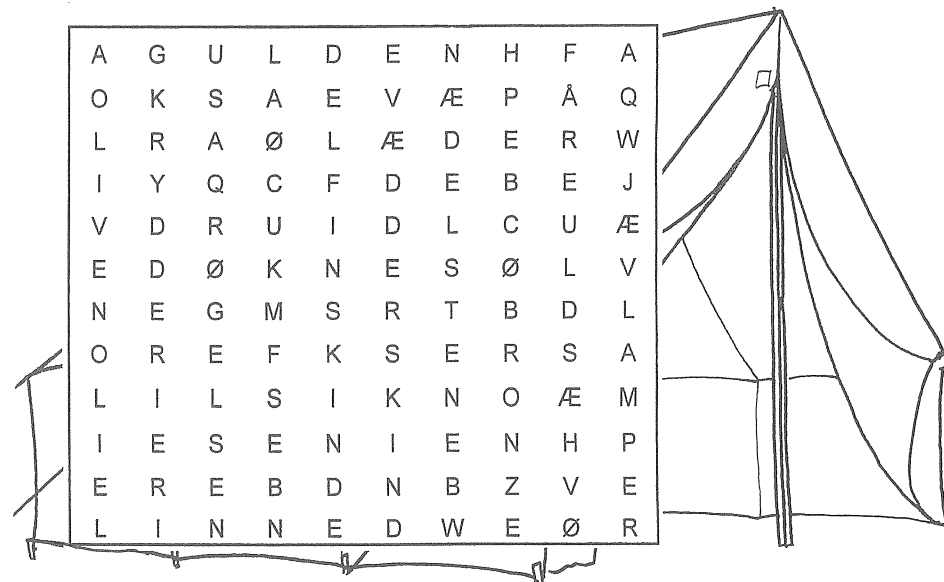 A G U L D E N H F A
O K S A E V Æ P Å Q
L R A Ø L Æ D E R W
I Y Q C F D E B E J
V D R U I D L C U Æ
E D Ø K N E S Ø L V
N E G M S R T B D L
O R E F K S E R S A
L I L S I K N O Æ M
I E S E N I E N H P
E R E B D N B Z V E
L I N N E D W E Ø R